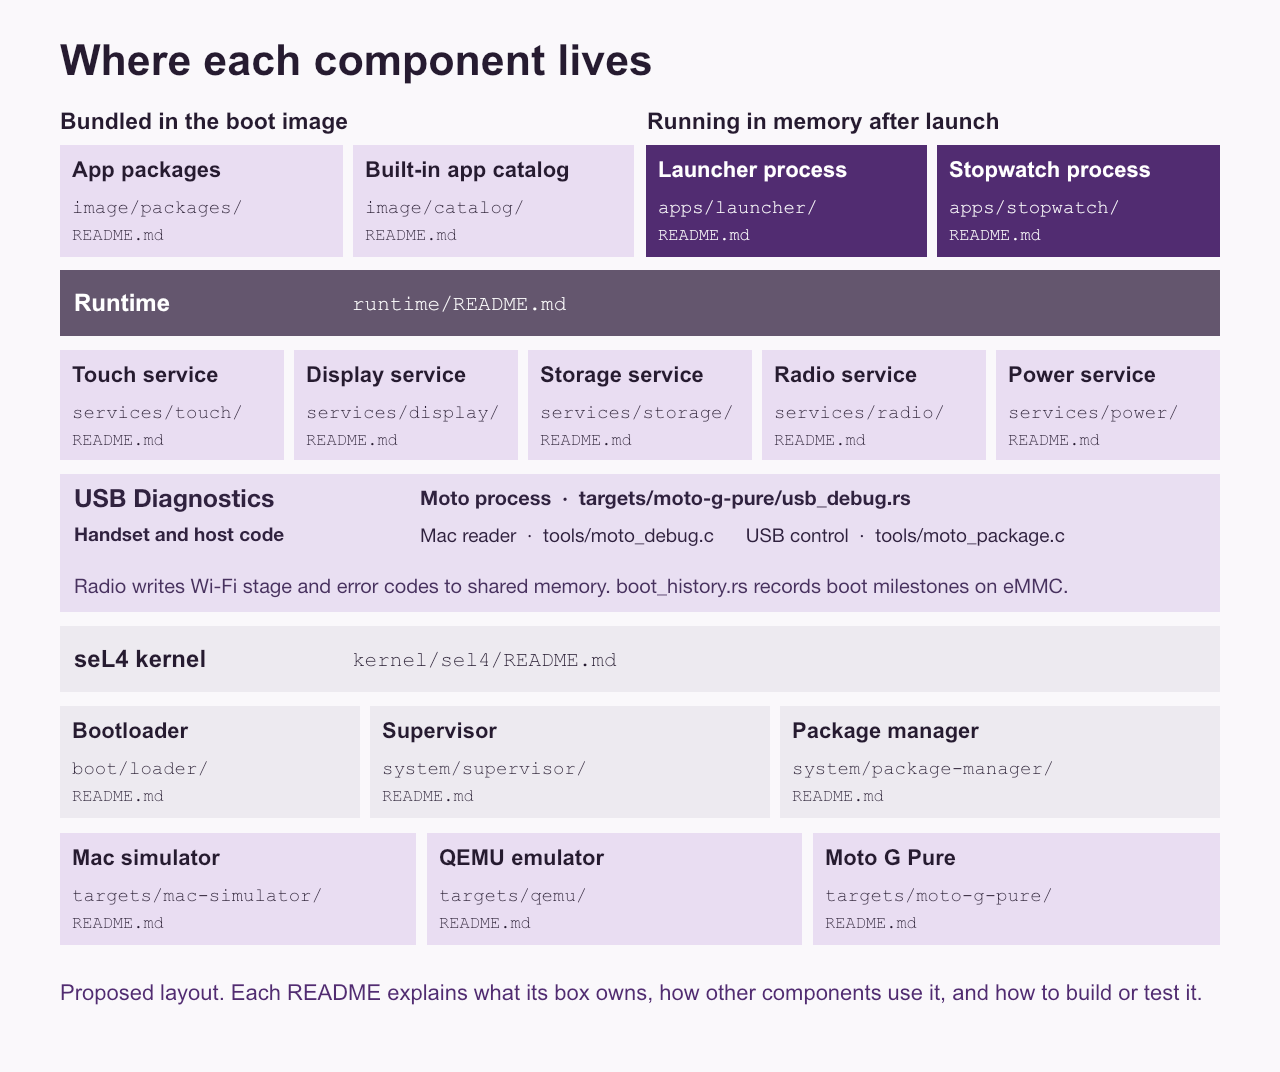 Where each component lives
Bundled in the boot image
Running in memory after launch
App packages
image/packages/
README.md
Built-in app catalog
image/catalog/
README.md
Launcher process
apps/launcher/
README.md
Stopwatch process
apps/stopwatch/
README.md
Runtime
runtime/README.md
Touch service
services/touch/
README.md
Display service
services/display/
README.md
Storage service
services/storage/
README.md
Radio service
services/radio/
README.md
Power service
services/power/
README.md
USB Diagnostics
Moto process · targets/moto-g-pure/usb_debug.rs
Handset and host code
Mac reader · tools/moto_debug.c USB control · tools/moto_package.c
Radio writes Wi-Fi stage and error codes to shared memory. boot_history.rs records boot milestones on eMMC.
seL4 kernel
kernel/sel4/README.md
Bootloader
boot/loader/
README.md
Supervisor
system/supervisor/
README.md
Package manager
system/package-manager/
README.md
Mac simulator
targets/mac-simulator/
README.md
QEMU emulator
targets/qemu/
README.md
Moto G Pure
targets/moto-g-pure/
README.md
Proposed layout. Each README explains what its box owns, how other components use it, and how to build or test it.